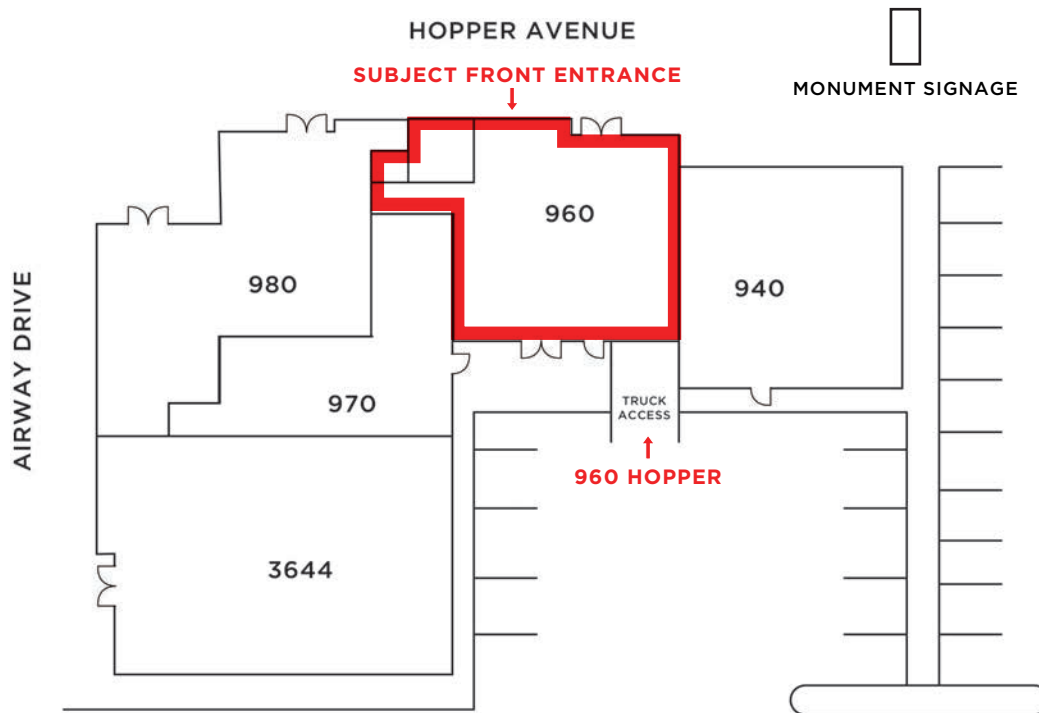 HOPPER AVENUE
SUBJECT FRONT ENTRANCE
MONUMENT SIGNAGE
960
980
940
AIRWAY DRIVE
970
TRUCK
ACCESS
960 HOPPER
3644